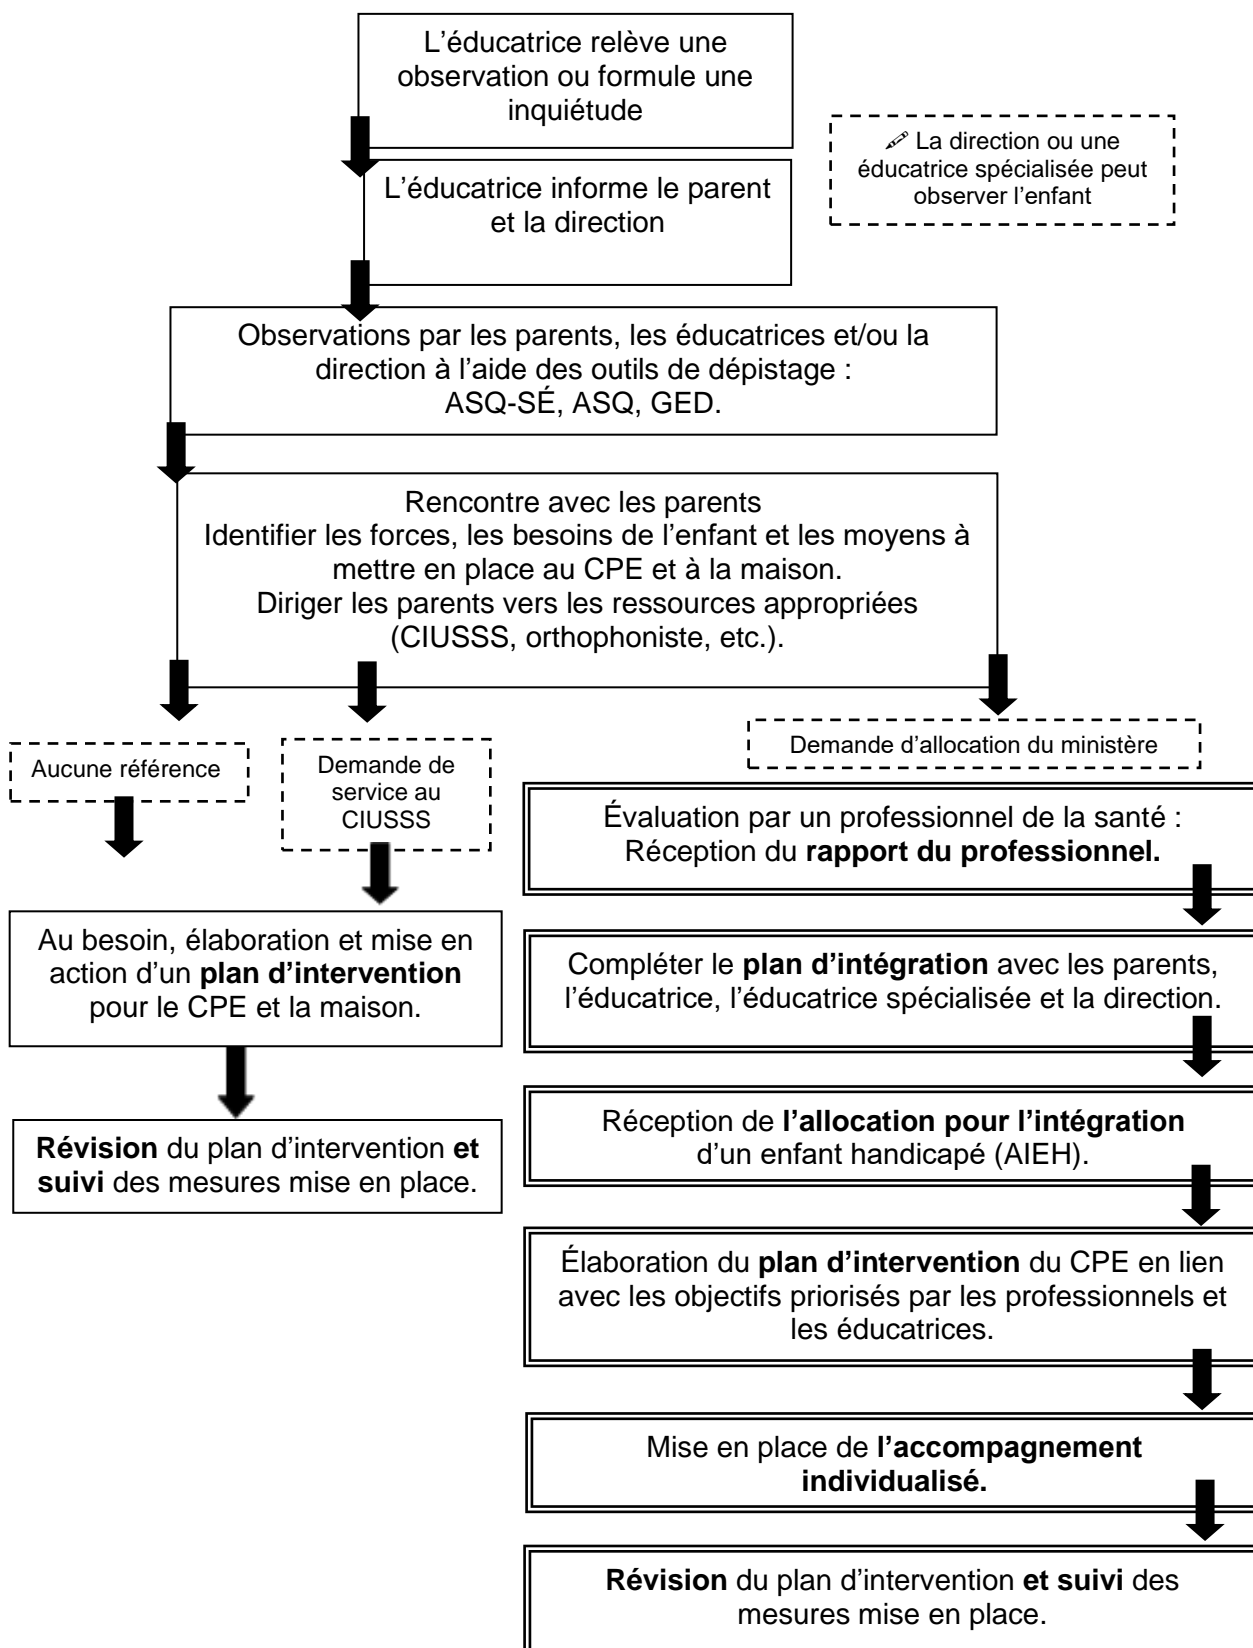 L’éducatrice relève une
observation ou formule une
inquiétude
La direction ou une
éducatrice spécialisée peut
observer l’enfant
L’éducatrice informe le parent
et la direction
Observations par les parents, les éducatrices et/ou la
direction à l’aide des outils de dépistage :
ASQ-SÉ, ASQ, GED.
Rencontre avec les parents
Identifier les forces, les besoins de l’enfant et les moyens à
mettre en place au CPE et à la maison.
Diriger les parents vers les ressources appropriées
(CIUSSS, orthophoniste, etc.).
Aucune référence
Demande de
service au
CIUSSS
Au besoin, élaboration et mise en
action d’un plan d’intervention
pour le CPE et la maison.
Révision du plan d’intervention et
suivi des mesures mise en place.
Demande d’allocation du ministère
Évaluation par un professionnel de la santé :
Réception du rapport du professionnel.
Compléter le plan d’intégration avec les parents,
l’éducatrice, l’éducatrice spécialisée et la direction.
Réception de l’allocation pour l’intégration
d’un enfant handicapé (AIEH).
Élaboration du plan d’intervention du CPE en lien
avec les objectifs priorisés par les professionnels et
les éducatrices.
Mise en place de l’accompagnement
individualisé.
Révision du plan d’intervention et suivi des
mesures mise en place.